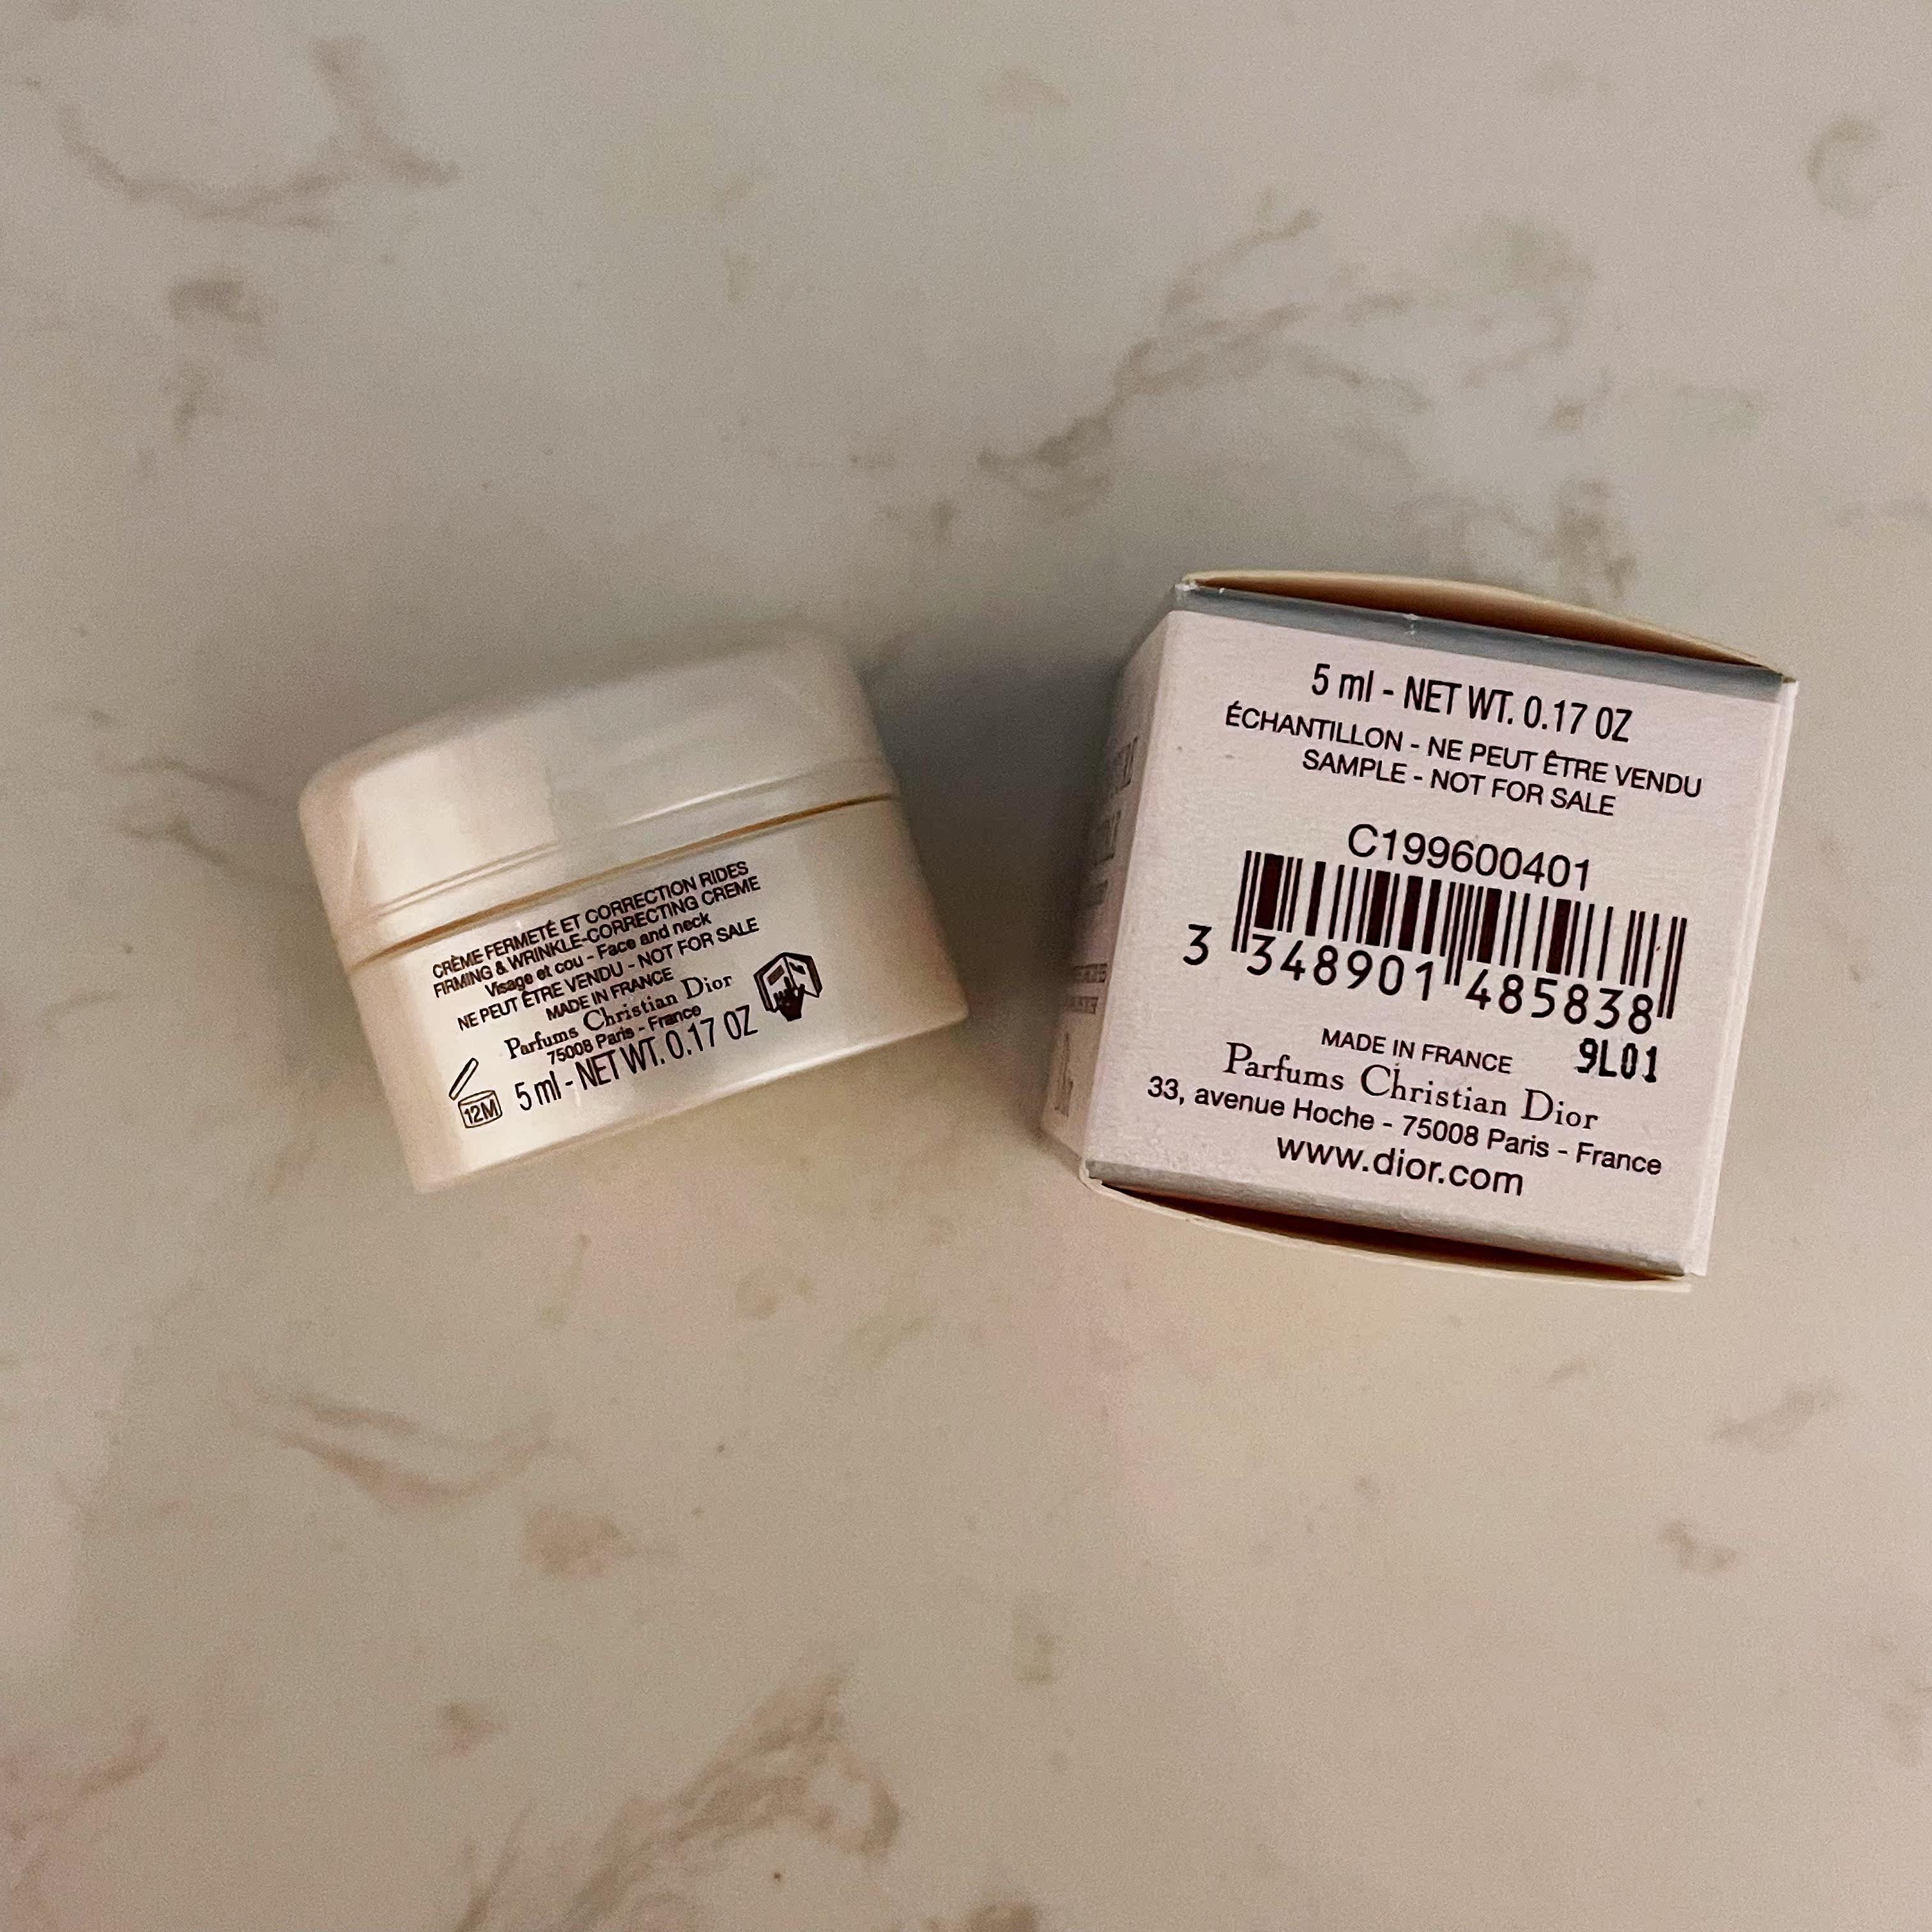 CRÈME FERMETÉ ET CORRECTION RIDES
FIRMING & WRINKLE-CORRECTING CREME
Visage et cou - Face and neck
NE PEUT ÊTRE VENDU - NOT FOR SALE
MADE IN FRANCE
Parfums Christian Dior
75008 Paris - France
12M
5 ml - NET WT. 0.17 OZ
5 ml - NET WT. 0.17 OZ
ÉCHANTILLON - NE PEUT ÊTRE VENDU
SAMPLE - NOT FOR SALE
C199600401
3 348901 485838
9L01
MADE IN FRANCE
Parfums Christian Dior
33, avenue Hoche - 75008 Paris - France
www.dior.com